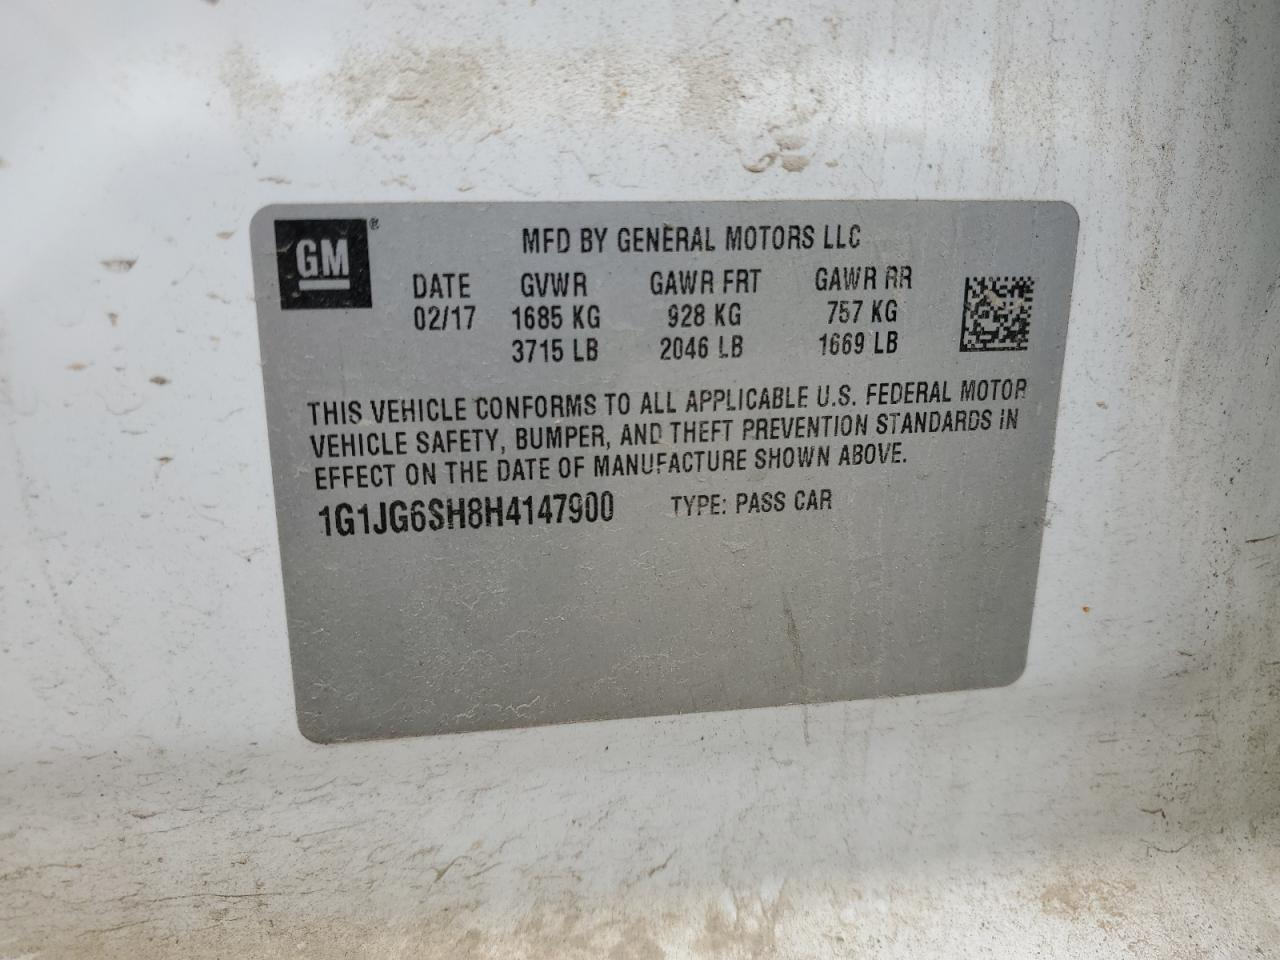 GM®
MFD BY GENERAL MOTORS LLC
DATE GVWR GAWR FRT GAWR RR
02/17 1685 KG 928 KG 757 KG
3715 LB 2046 LB 1669 LB
THIS VEHICLE CONFORMS TO ALL APPLICABLE U.S. FEDERAL MOTOR
VEHICLE SAFETY, BUMPER, AND THEFT PREVENTION STANDARDS IN
EFFECT ON THE DATE OF MANUFACTURE SHOWN ABOVE.
1G1JG6SH8H4147900 TYPE: PASS CAR